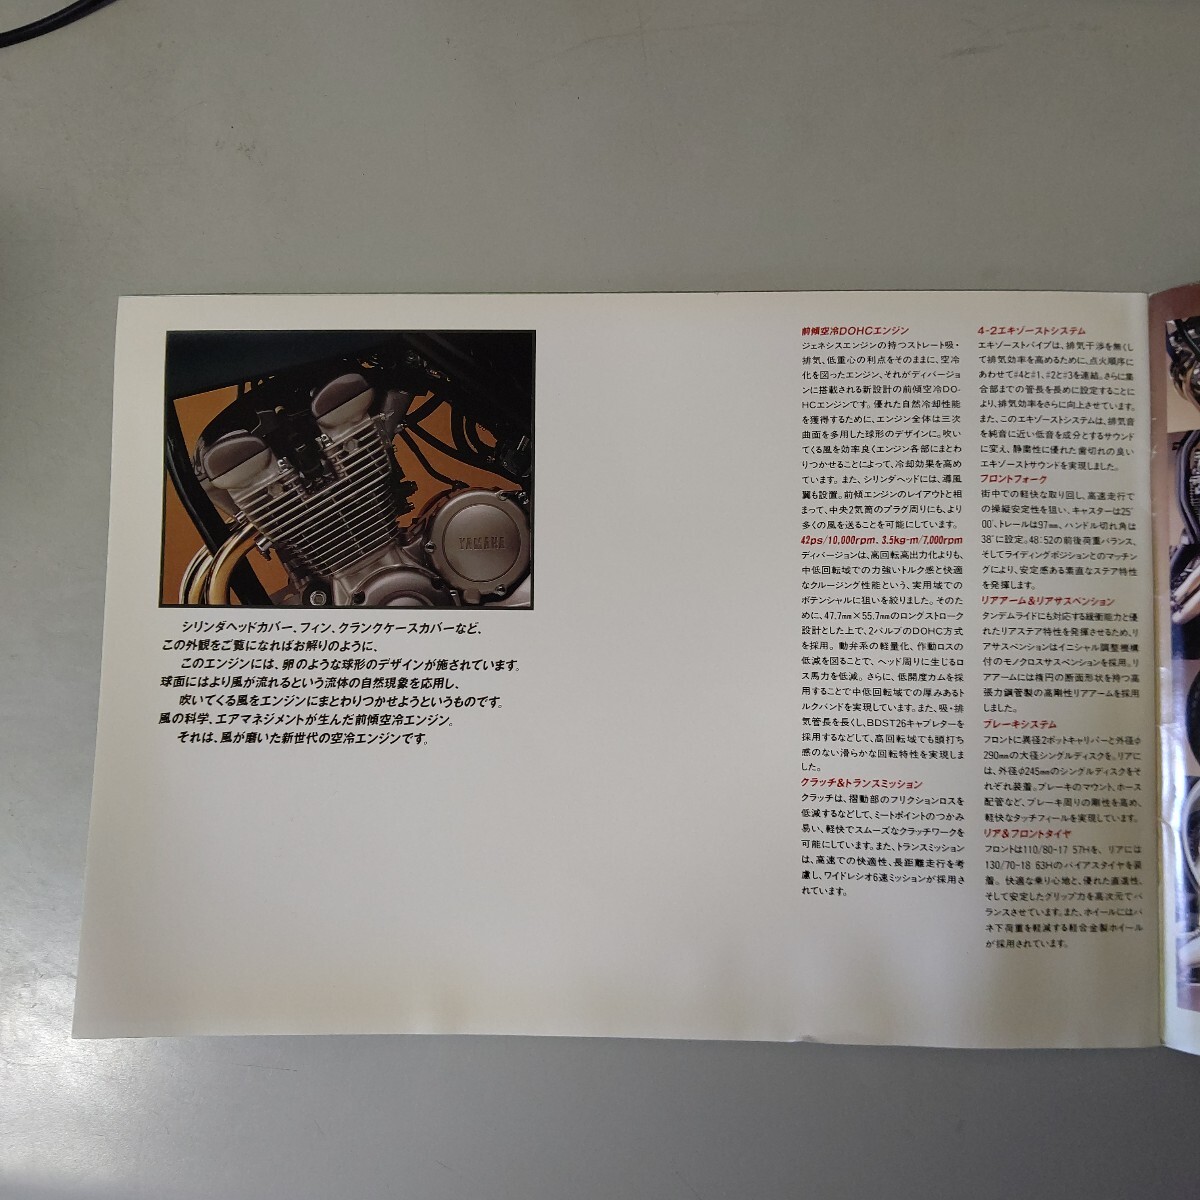 YAMAHA
シリンダヘッドカバー、フィン、クランクケースカバーなど、
この外観をご覧になればお解りのように、
このエンジンには、卵のような球形のデザインが施されています。
球面にはより風が流れるという流体の自然現象を応用し、
吹いてくる風をエンジンにまとわりつかせようというものです。
風の科学、エアマネジメントが生んだ前傾空冷エンジン。
それは、風が磨いた新世代の空冷エンジンです。
前傾空冷DOHCエンジン
ジェネシスエンジンの持つストレート吸・
排気、低重心の利点をそのままに、空冷
化を図ったエンジン、それがディバージョ
ンに搭載される新設計の前傾空冷DO-
HCエンジンです。優れた自然冷却性能
を獲得するために、エンジン全体は三次
曲面を多用した球形のデザインに。吹い
てくる風を効率良くエンジン各部にまとわ
りつかせることによって、冷却効果を高め
ています。また、シリンダヘッドには、導風
翼も設置。前傾エンジンのレイアウトと相
まって、中央2気筒のプラグ周りにも、より
多くの風を送ることを可能にしています。
42ps/10,000rpm、3.5kg-m/7,000rpm
ディバージョンは、高回転高出力化よりも、
中低回転域での力強いトルク感と快適
なクルージング性能という、実用域での
ポテンシャルに狙いを絞りました。そのた
めに、47.7mm×55.7mmのロングストローク
設計とした上で、2バルブのDOHC方式
を採用。動弁系の軽量化、作動ロスの
低減を図ることで、ヘッド周りに生じるロ
ス馬力を低減。さらに、低開度カムを採
用することで中低回転域での厚みあるト
ルクバンドを実現しています。また、吸・排
気管長を長くし、BDST26キャブレターを
採用するなどして、高回転域でも頭打ち
感のない滑らかな回転特性を実現しま
した。
クラッチ&トランスミッション
クラッチは、摺動部のフリクションロスを
低減するなどして、ミートポイントのつかみ
易い、軽快でスムーズなクラッチワークを
可能にしています。また、トランスミッション
は、高速での快適性、長距離走行を考
慮し、ワイドレシオ6速ミッションが採用さ
れています。
4-2エキゾーストシステム
エキゾーストパイプは、排気干渉を無くし
て排気効率を高めるために、点火順序に
あわせて#4と#1、#2と#3を連結。さらに集
合部までの管長を長めに設定することに
より、排気効率をさらに向上させています。
また、このエキゾーストシステムは、排気音
を純音に近い低音を成分とするサウンド
に変え、静粛性に優れた歯切れの良い
エキゾーストサウンドを実現しました。
フロントフォーク
街中での軽快な取り回し、高速走行で
の操縦安定性を狙い、キャスターは25°
00'、トレールは97mm、ハンドル切れ角は
38°に設定。48:52の前後荷重バランス、
そしてライディングポジションとのマッチン
グにより、安定感ある素直なステア特性
を発揮します。
リアアーム&リアサスペンション
タンデムライドにも対応する緩衝能力と優
れたリアステア特性を発揮させるため、リ
アサスペンションはイニシャル調整機構
付のモノクロスサスペンションを採用。リ
アアームには楕円の断面形状を持つ高
張力鋼管製の高剛性リアアームを採用
しました。
ブレーキシステム
フロントに異径2ポットキャリパーと外径φ
290mmの大径シングルディスクを。リアに
は、外径φ245mmのシングルディスクをそ
れぞれ装着。ブレーキのマウント、ホース
配管など、ブレーキ周りの剛性を高め、
軽快なタッチフィールを実現しています。
リア&フロントタイヤ
フロントは110/80-17 57Hを、リアには
130/70-18 63Hのバイアスタイヤを装
着。快適な乗り心地と、優れた直進性、
そして安定したグリップ力を高次元でバ
ランスさせています。また、ホイールにはバ
ネ下荷重を軽減する軽合金製ホイール
が採用されています。